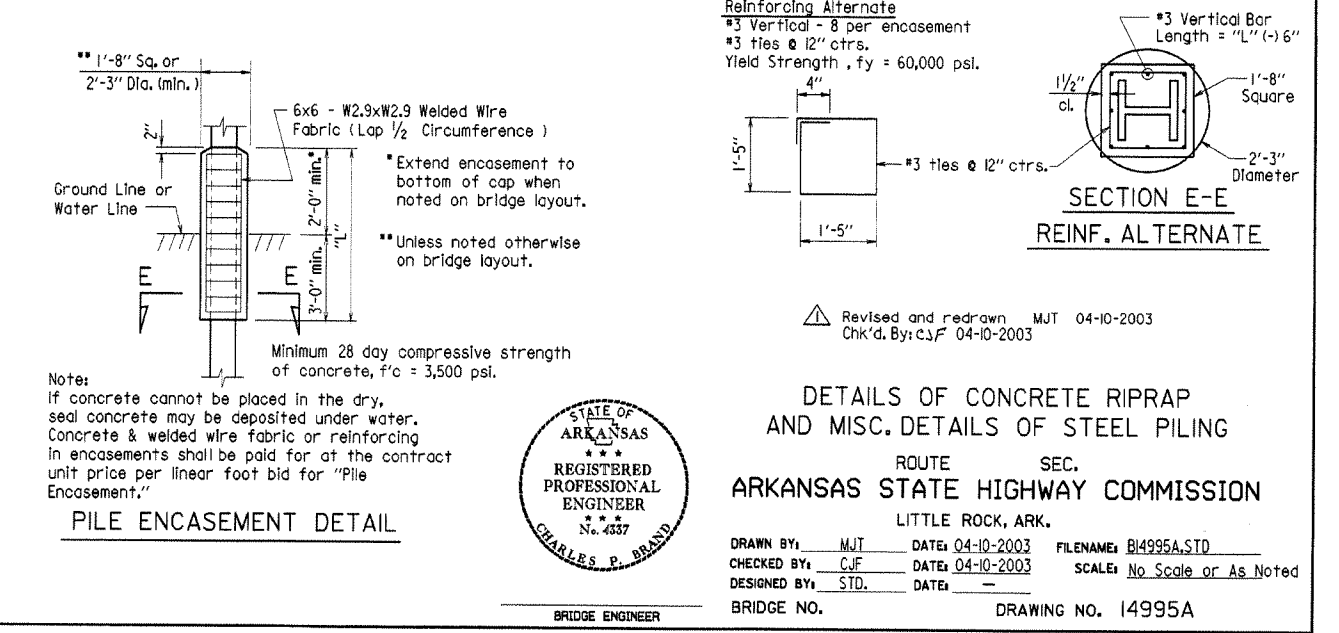 ** 1'-8" Sq. or
2'-3" Dia. (min.)
2"
6x6 - W2.9xW2.9 Welded Wire
Fabric (Lap 1/2 Circumference )
Ground Line or
Water Line
2'-0" min.*
3'-0" min.
"L"
*Extend encasement to
bottom of cap when
noted on bridge layout.
**Unless noted otherwise
on bridge layout.
E
E
Minimum 28 day compressive strength
of concrete, f'c = 3,500 psi.
Note:
If concrete cannot be placed in the dry,
seal concrete may be deposited under water.
Concrete & welded wire fabric or reinforcing
in encasements shall be paid for at the contract
unit price per linear foot bid for "Pile
Encasement."
PILE ENCASEMENT DETAIL
STATE OF
ARKANSAS
★ ★ ★
REGISTERED
PROFESSIONAL
ENGINEER
★ ★ ★
No. 4337
CHARLES P. BRAND
BRIDGE ENGINEER
Reinforcing Alternate
#3 Vertical - 8 per encasement
#3 ties @ 12" ctrs.
Yield Strength , fy = 60,000 psi.
4"
1'-5"
1'-5"
#3 ties @ 12" ctrs.
#3 Vertical Bar
Length = "L" (-) 6"
1 1/2"
cl.
1'-8"
Square
2'-3"
Diameter
SECTION E-E
REINF. ALTERNATE
1 Revised and redrawn MJT 04-10-2003
Chk'd. By: CJF 04-10-2003
DETAILS OF CONCRETE RIPRAP
AND MISC. DETAILS OF STEEL PILING
ROUTE SEC.
ARKANSAS STATE HIGHWAY COMMISSION
LITTLE ROCK, ARK.
DRAWN BY: MJT DATE: 04-10-2003 FILENAME: B14995A.STD
CHECKED BY: CJF DATE: 04-10-2003 SCALE: No Scale or As Noted
DESIGNED BY: STD. DATE: —
BRIDGE NO. DRAWING NO. 14995A